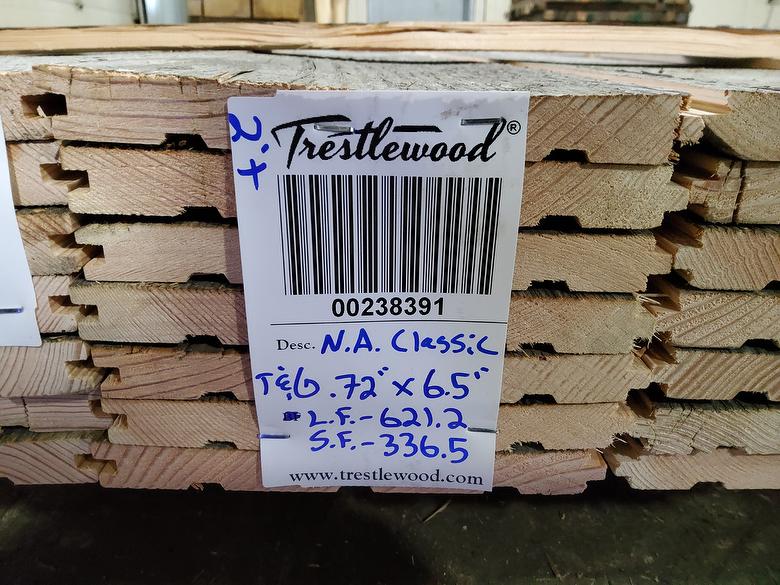 2'+
Trestlewood®
00238391
Desc. N.A. Classic
T&G .72" x 6.5"
L.F.-621.2
S.F.-336.5
www.trestlewood.com